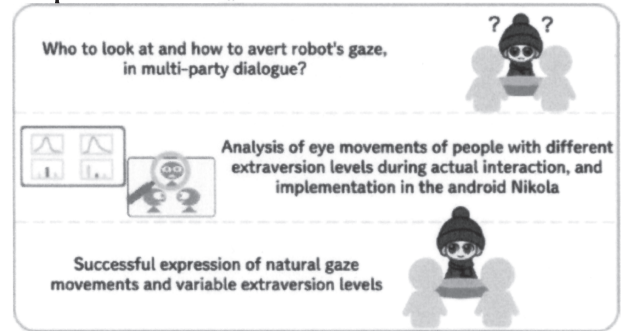 ? ?
Who to look at and how to avert robot's gaze,
in multi-party dialogue?
Analysis of eye movements of people with different
extraversion levels during actual interaction, and
implementation in the android Nikola
Successful expression of natural gaze
movements and variable extraversion levels